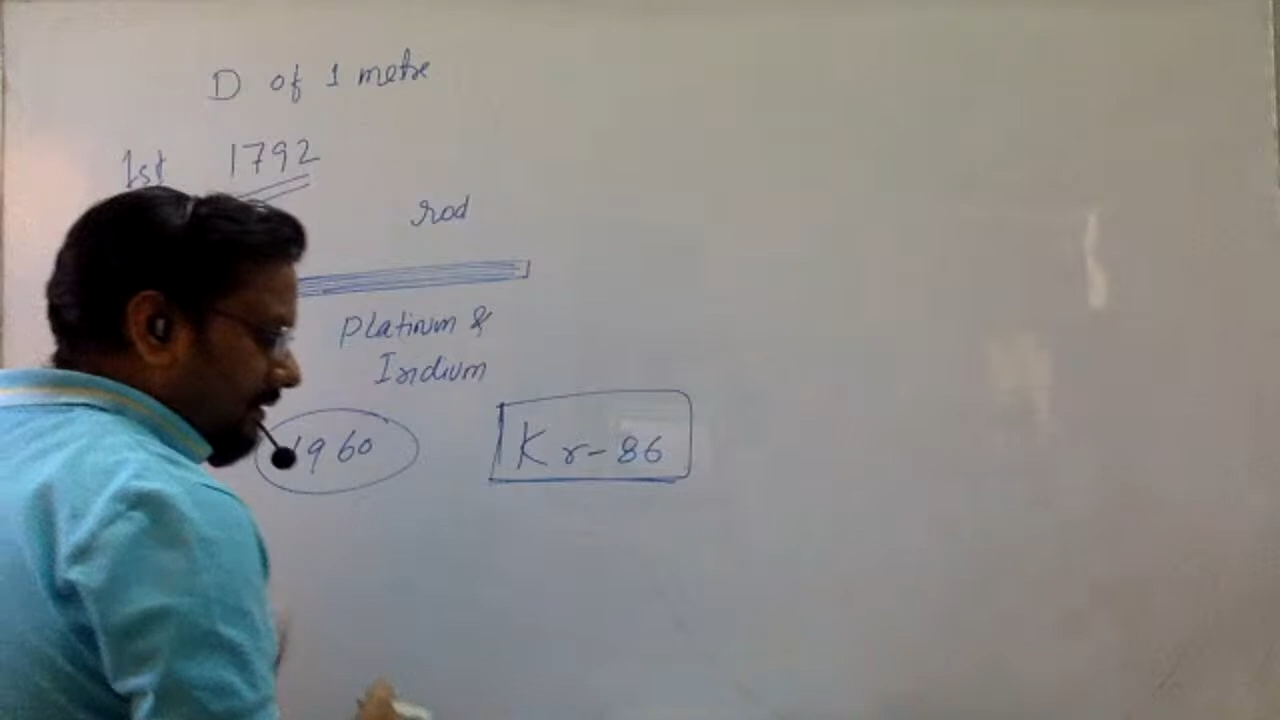 D of 1 metre
1st 1792
rod
Platinum &
Iridium
1960 Kr-86